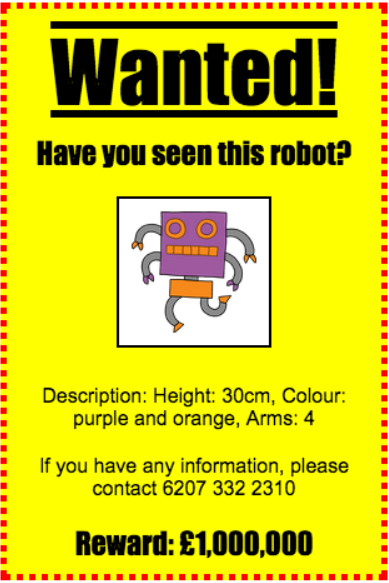 Wanted!
Have you seen this robot?
Description: Height: 30cm, Colour:
purple and orange, Arms: 4
If you have any information, please
contact 6207 332 2310
Reward: £1,000,000